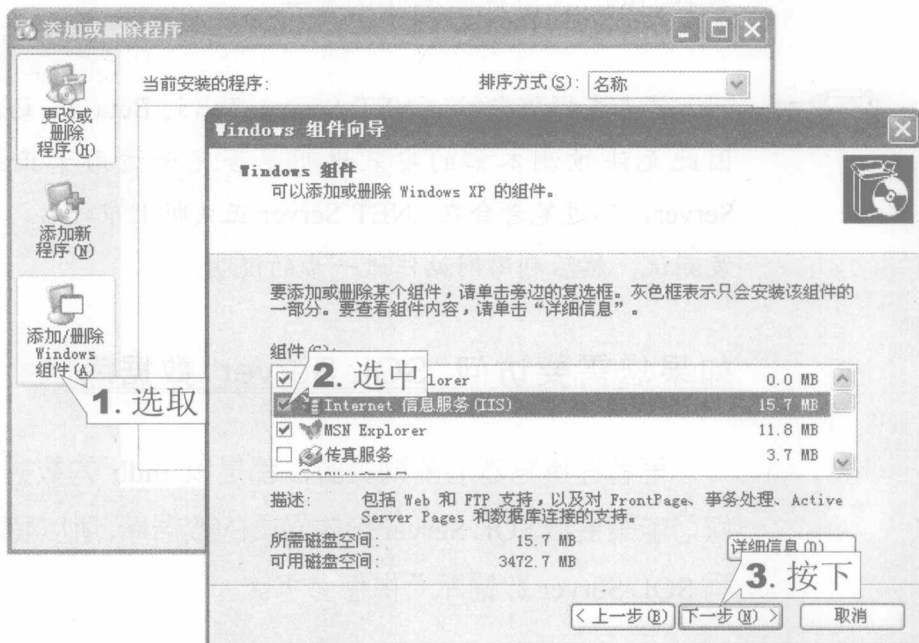 添加或删除程序
更改或
删除
程序(H)
添加新
程序(N)
添加/删除
Windows
组件(A)
当前安装的程序:
排序方式(S): 名称
1. 选取
Windows 组件向导
Windows 组件
可以添加或删除 Windows XP 的组件。
要添加或删除某个组件，请单击旁边的复选框。灰色框表示只会安装该组件的
一部分。要查看组件内容，请单击“详细信息”。
组件
2. 选中
lorer 0.0 MB
Internet 信息服务(IIS) 15.7 MB
MSN Explorer 11.8 MB
传真服务 3.7 MB
描述: 包括 Web 和 FTP 支持，以及对 FrontPage、事务处理、Active
Server Pages 和数据库连接的支持。
所需磁盘空间: 15.7 MB
可用磁盘空间: 3472.7 MB
详细信息(D)
3. 按下
< 上一步(B)
下一步(N) >
取消